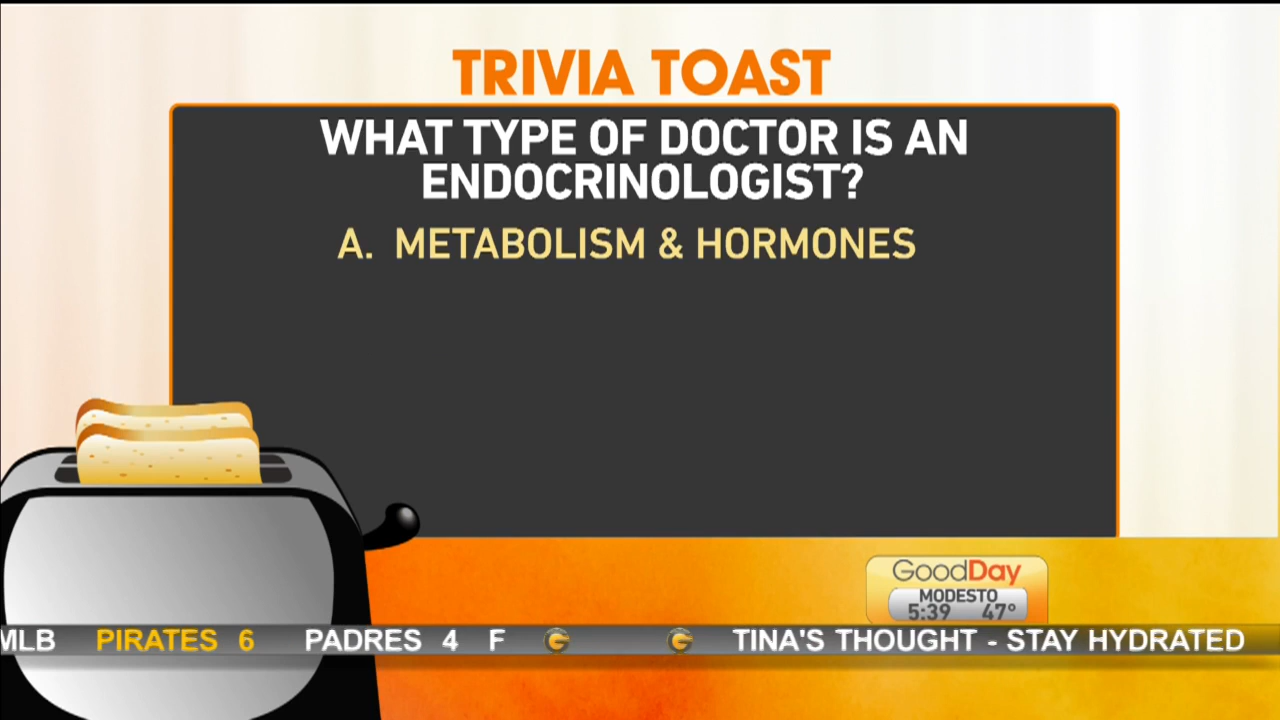 TRIVIA TOAST
WHAT TYPE OF DOCTOR IS AN
ENDOCRINOLOGIST?
A. METABOLISM & HORMONES
GoodDay
MODESTO
5:39 47°
MLB PIRATES 6 PADRES 4 F TINA'S THOUGHT - STAY HYDRATED